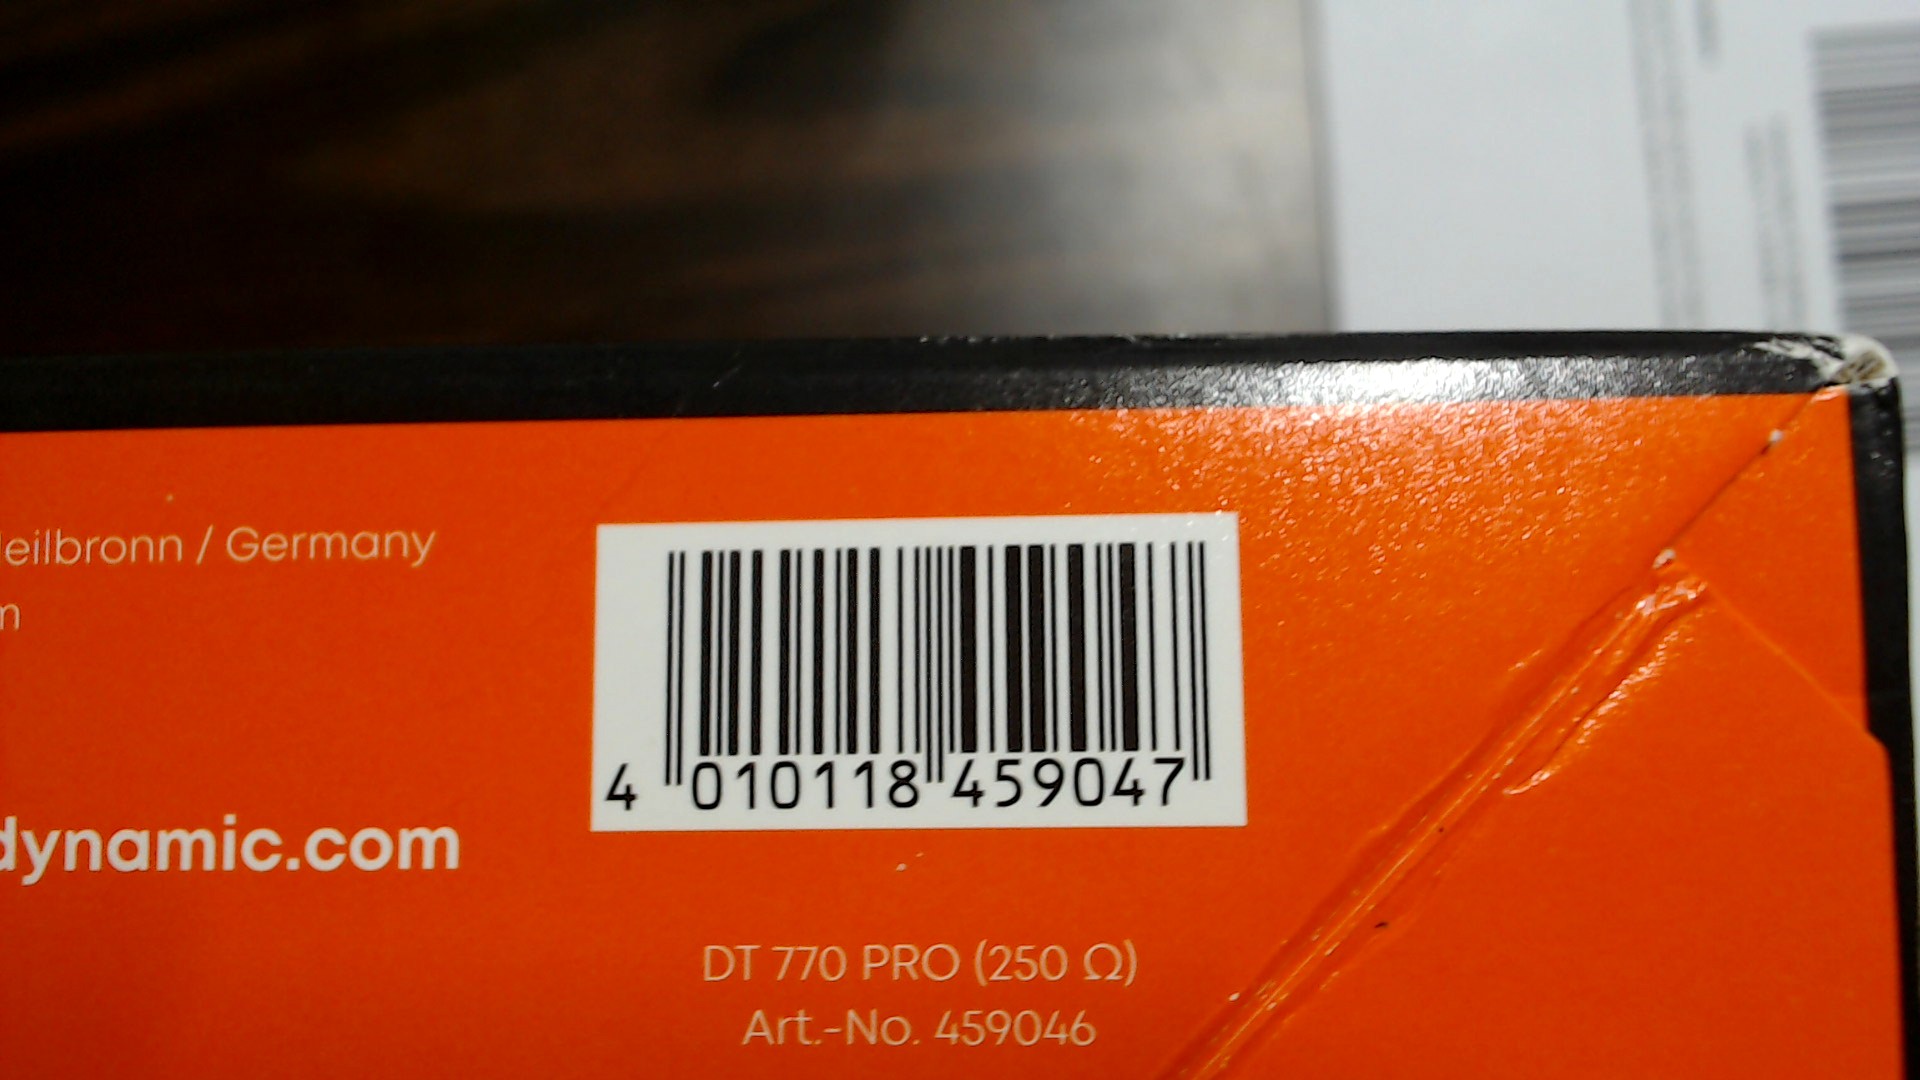 eilbronn / Germany
m
dynamic.com
4 010118 459047
DT 770 PRO (250 Ω)
Art.-No. 459046